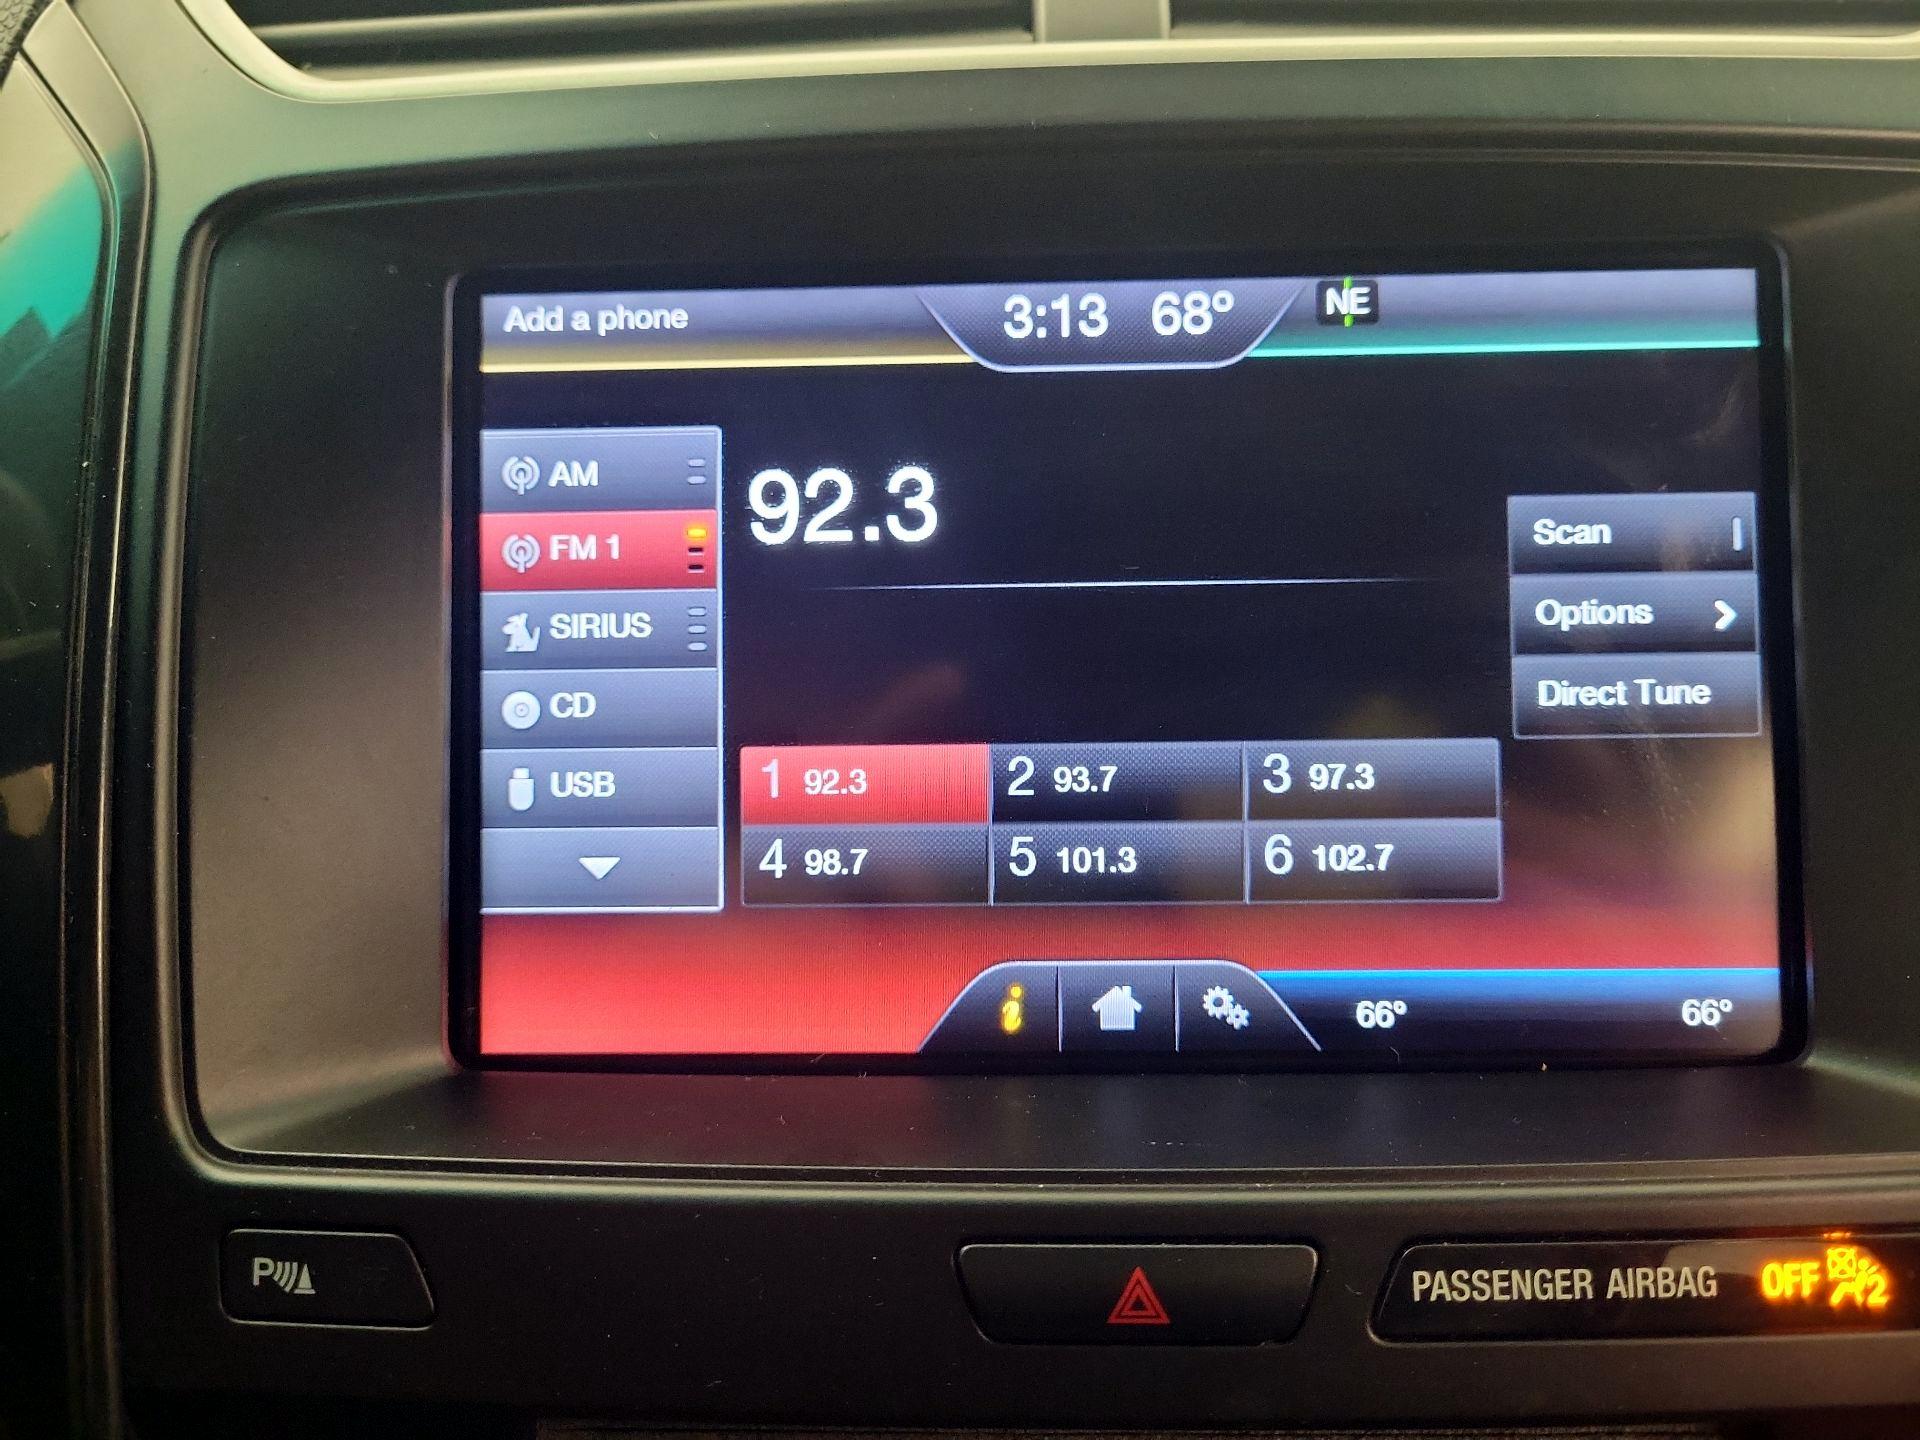 Add a phone 3:13 68° NE
AM
FM 1
SIRIUS
CD
USB
92.3
Scan
Options
Direct Tune
1 92.3 2 93.7 3 97.3
4 98.7 5 101.3 6 102.7
i 66° 66°
P
PASSENGER AIRBAG OFF 2